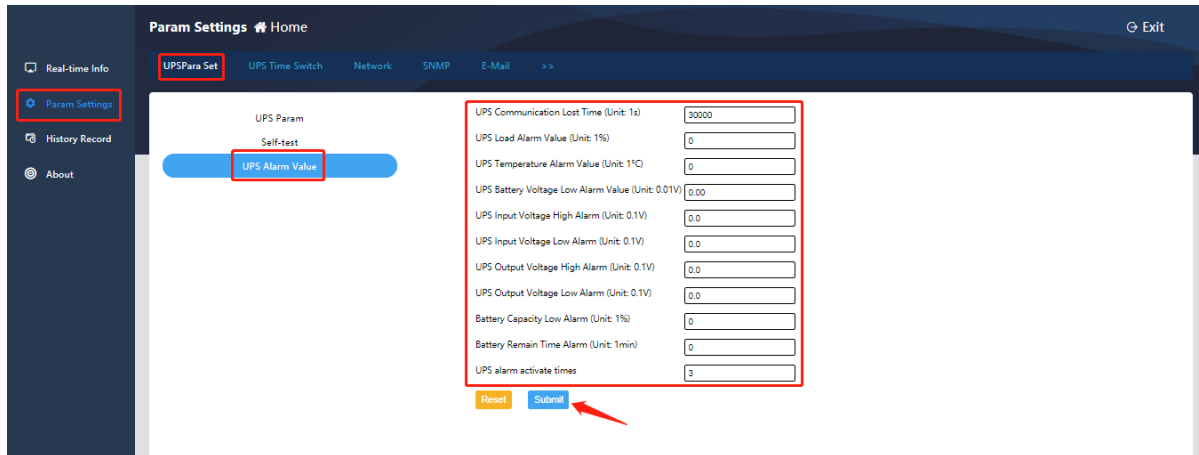 Param Settings Home
Exit
Real-time Info
Param Settings
History Record
About
UPSPara Set UPS Time Switch Network SNMP E-Mail >>
UPS Param
Self-test
UPS Alarm Value
UPS Communication Lost Time (Unit: 1s) 30000
UPS Load Alarm Value (Unit: 1%) 0
UPS Temperature Alarm Value (Unit: 1°C) 0
UPS Battery Voltage Low Alarm Value (Unit: 0.01V) 0.00
UPS Input Voltage High Alarm (Unit: 0.1V) 0.0
UPS Input Voltage Low Alarm (Unit: 0.1V) 0.0
UPS Output Voltage High Alarm (Unit: 0.1V) 0.0
UPS Output Voltage Low Alarm (Unit: 0.1V) 0.0
Battery Capacity Low Alarm (Unit: 1%) 0
Battery Remain Time Alarm (Unit: 1min) 0
UPS alarm activate times 3
Reset Submit